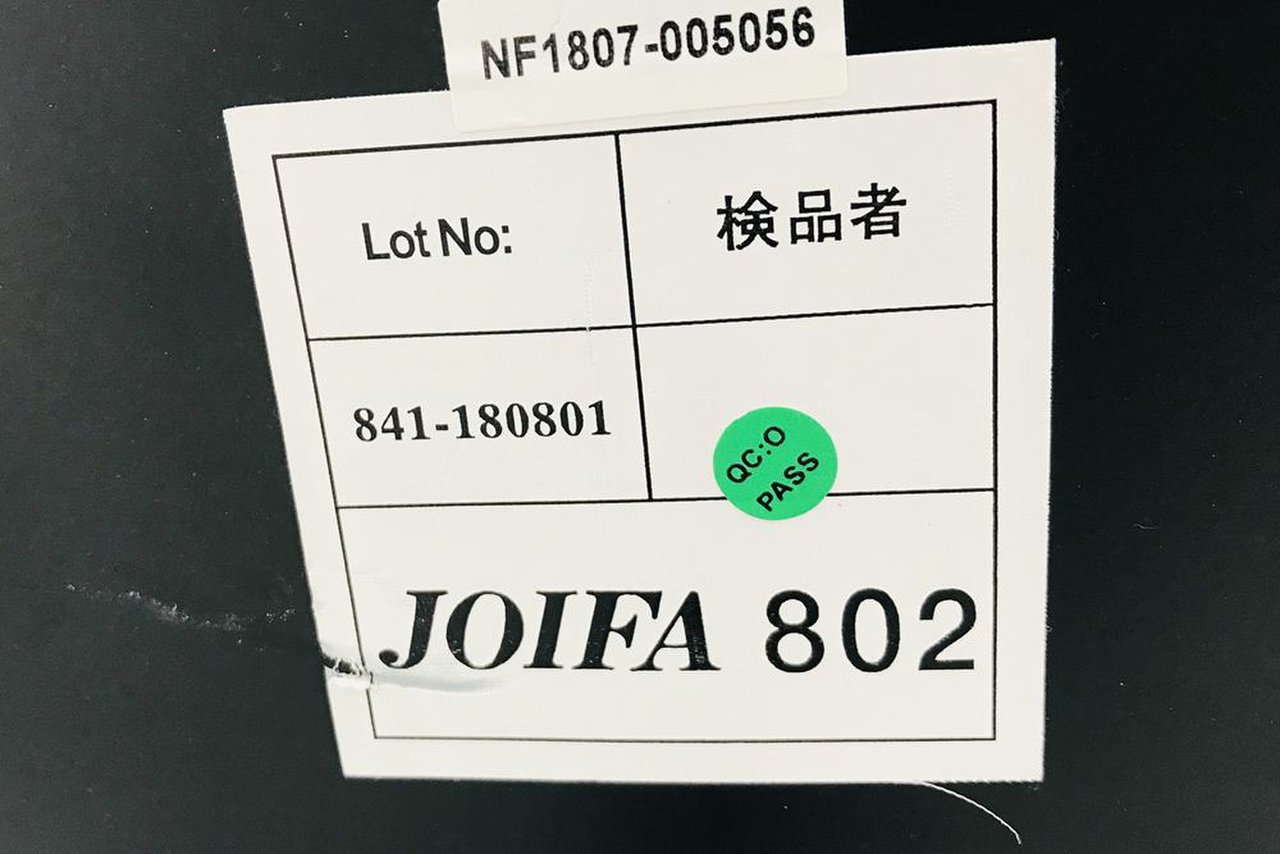 NF1807-005056
Lot No:
検品者
841-180801
QC:O
PASS
JOIFA 802